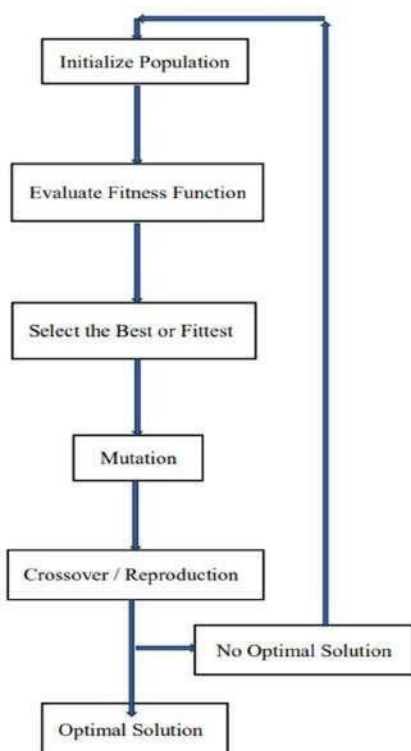 Initialize Population
Evaluate Fitness Function
Select the Best or Fittest
Mutation
Crossover / Reproduction
No Optimal Solution
Optimal Solution